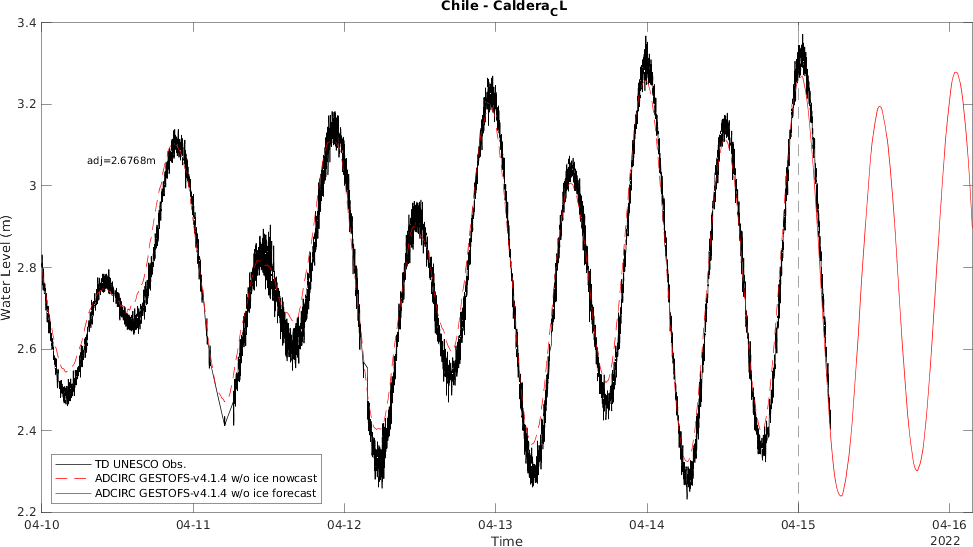 Chile - Caldera_CL
3.4
3.2
3
2.8
2.6
2.4
2.2
Water Level (m)
adj=2.6768m
TD UNESCO Obs.
ADCIRC GESTOFS-v4.1.4 w/o ice nowcast
ADCIRC GESTOFS-v4.1.4 w/o ice forecast
04-10 04-11 04-12 04-13 04-14 04-15 04-16
Time 2022